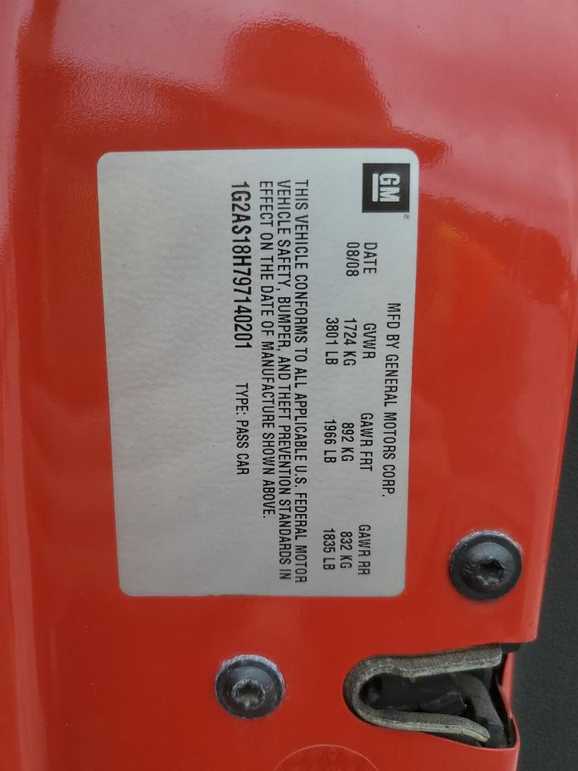 GM ®
MFD BY GENERAL MOTORS CORP.
DATE GVWR GAWR FRT GAWR RR
08/08 1724 KG 892 KG 832 KG
3801 LB 1966 LB 1835 LB
THIS VEHICLE CONFORMS TO ALL APPLICABLE U.S. FEDERAL MOTOR
VEHICLE SAFETY, BUMPER, AND THEFT PREVENTION STANDARDS IN
EFFECT ON THE DATE OF MANUFACTURE SHOWN ABOVE.
1G2AS18H797140201 TYPE: PASS CAR